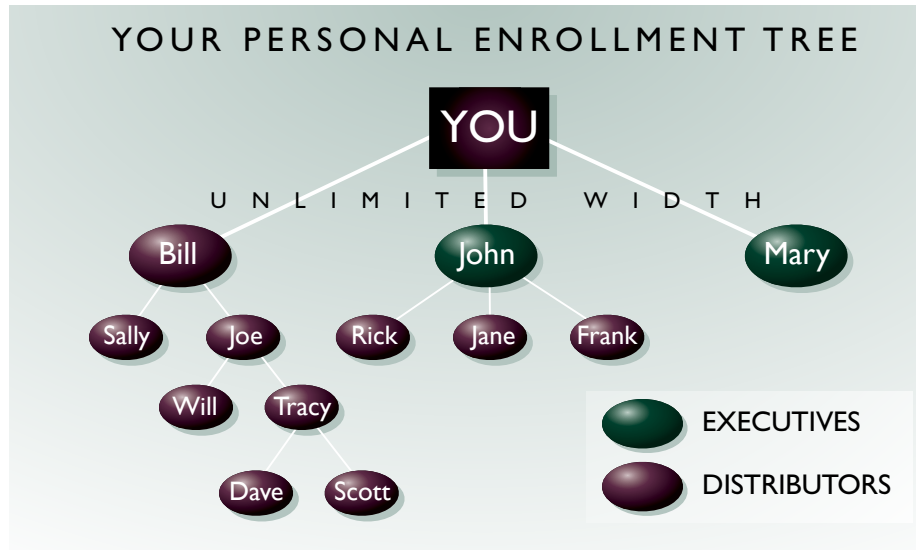 YOUR PERSONAL ENROLLMENT TREE
YOU
UNLIMITED WIDTH
Bill
John
Mary
Sally
Joe
Rick
Jane
Frank
Will
Tracy
Dave
Scott
EXECUTIVES
DISTRIBUTORS